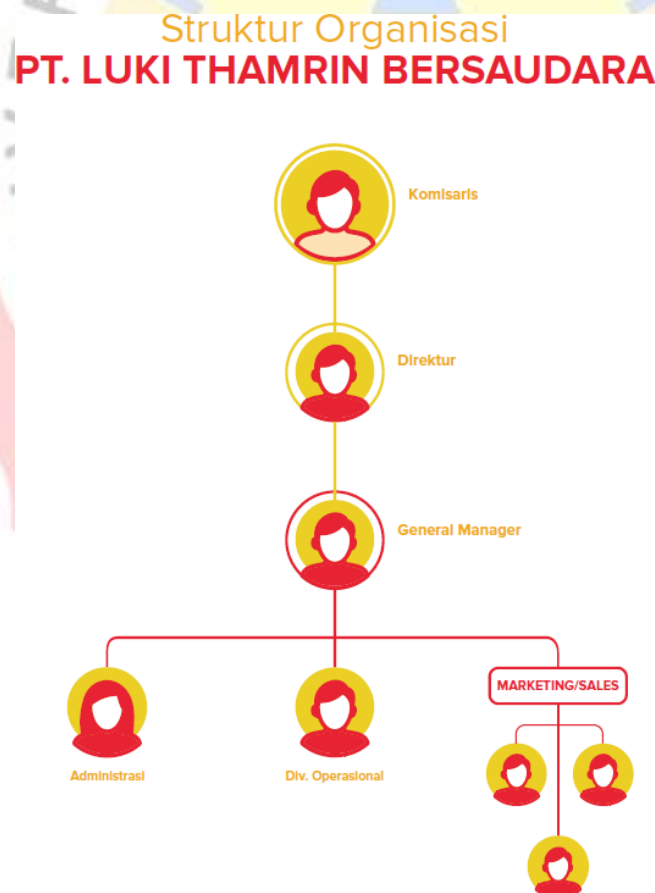 Struktur Organisasi
PT. LUKI THAMRIN BERSAUDARA
Komisaris
Direktur
General Manager
MARKETING/SALES
Administrasi
Div. Operasional